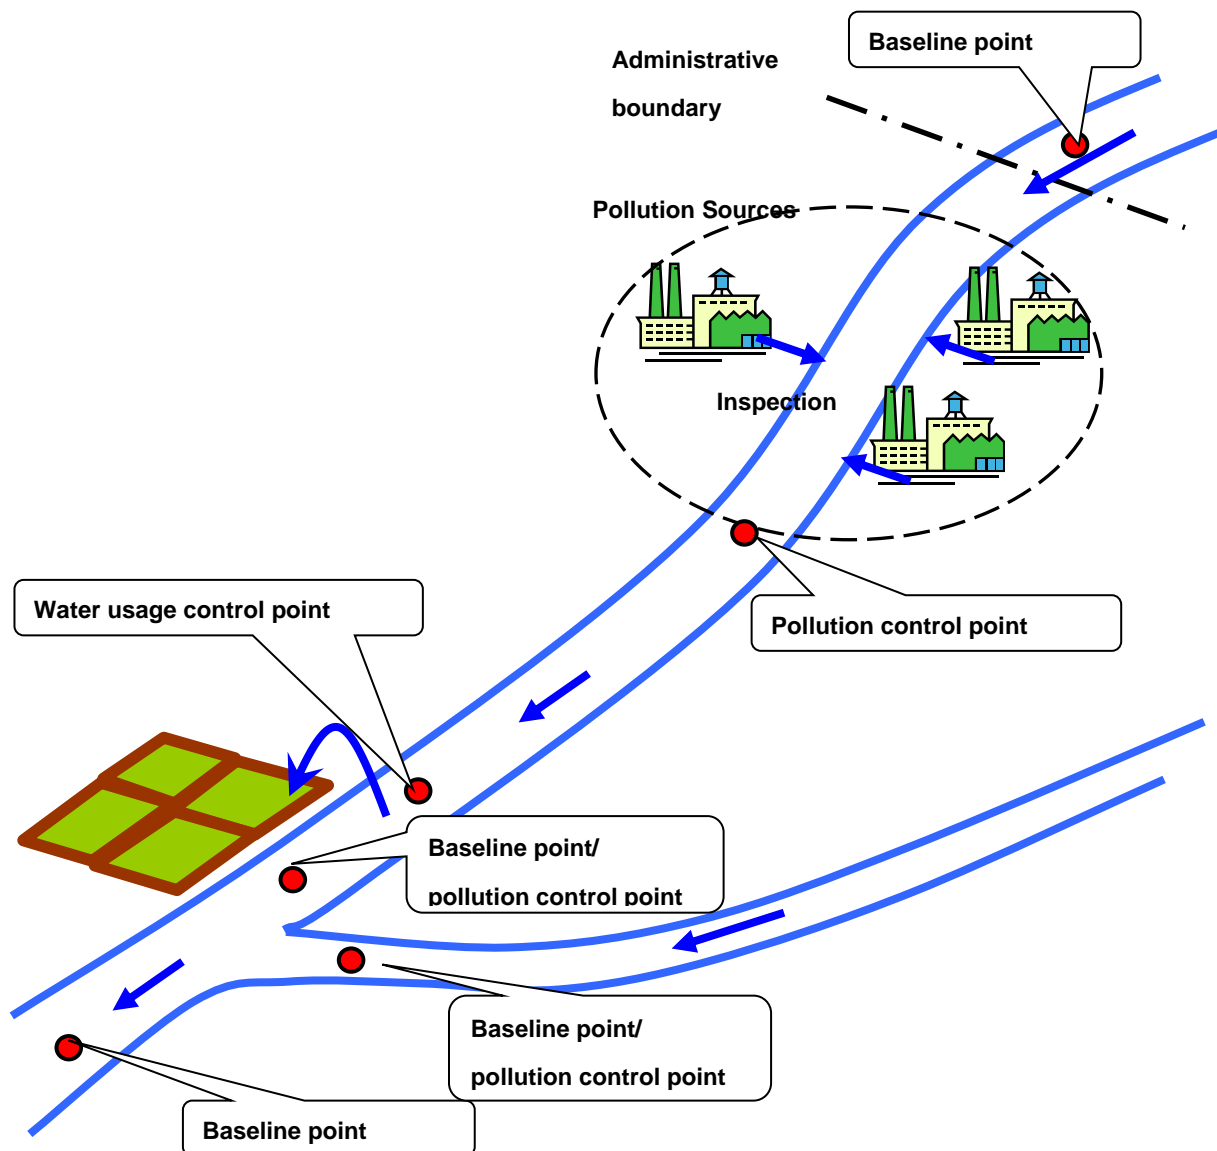 Baseline point
Administrative
boundary
Pollution Sources
Inspection
Water usage control point
Pollution control point
Baseline point/
pollution control point
Baseline point/
pollution control point
Baseline point